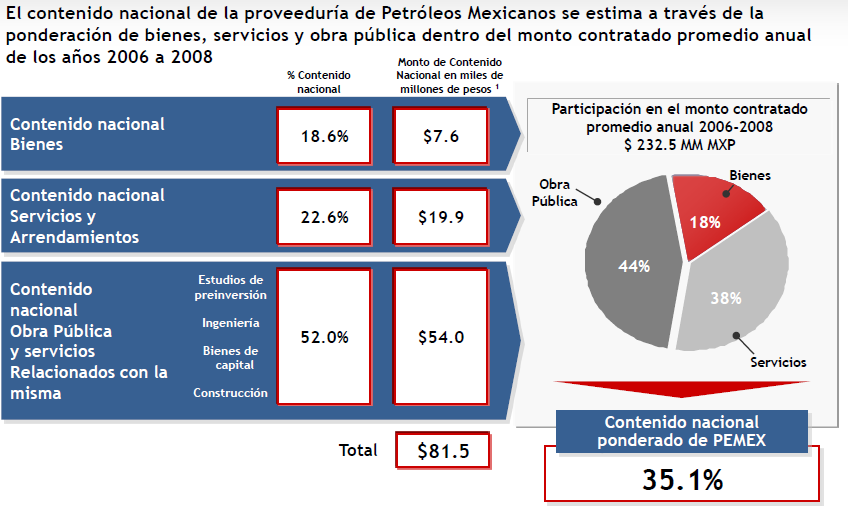 El contenido nacional de la proveeduría de Petróleos Mexicanos se estima a través de la
ponderación de bienes, servicios y obra pública dentro del monto contratado promedio anual
de los años 2006 a 2008
% Contenido
nacional
Monto de Contenido
Nacional en miles de
millones de pesos ¹
Contenido nacional
Bienes
18.6%
$7.6
Contenido nacional
Servicios y
Arrendamientos
22.6%
$19.9
Contenido
nacional
Obra Pública
y servicios
Relacionados con la
misma
Estudios de
preinversión
Ingeniería
Bienes de
capital
Construcción
52.0%
$54.0
Total
$81.5
Participación en el monto contratado
promedio anual 2006-2008
$ 232.5 MM MXP
Obra
Pública
Bienes
18%
44%
38%
Servicios
Contenido nacional
ponderado de PEMEX
35.1%